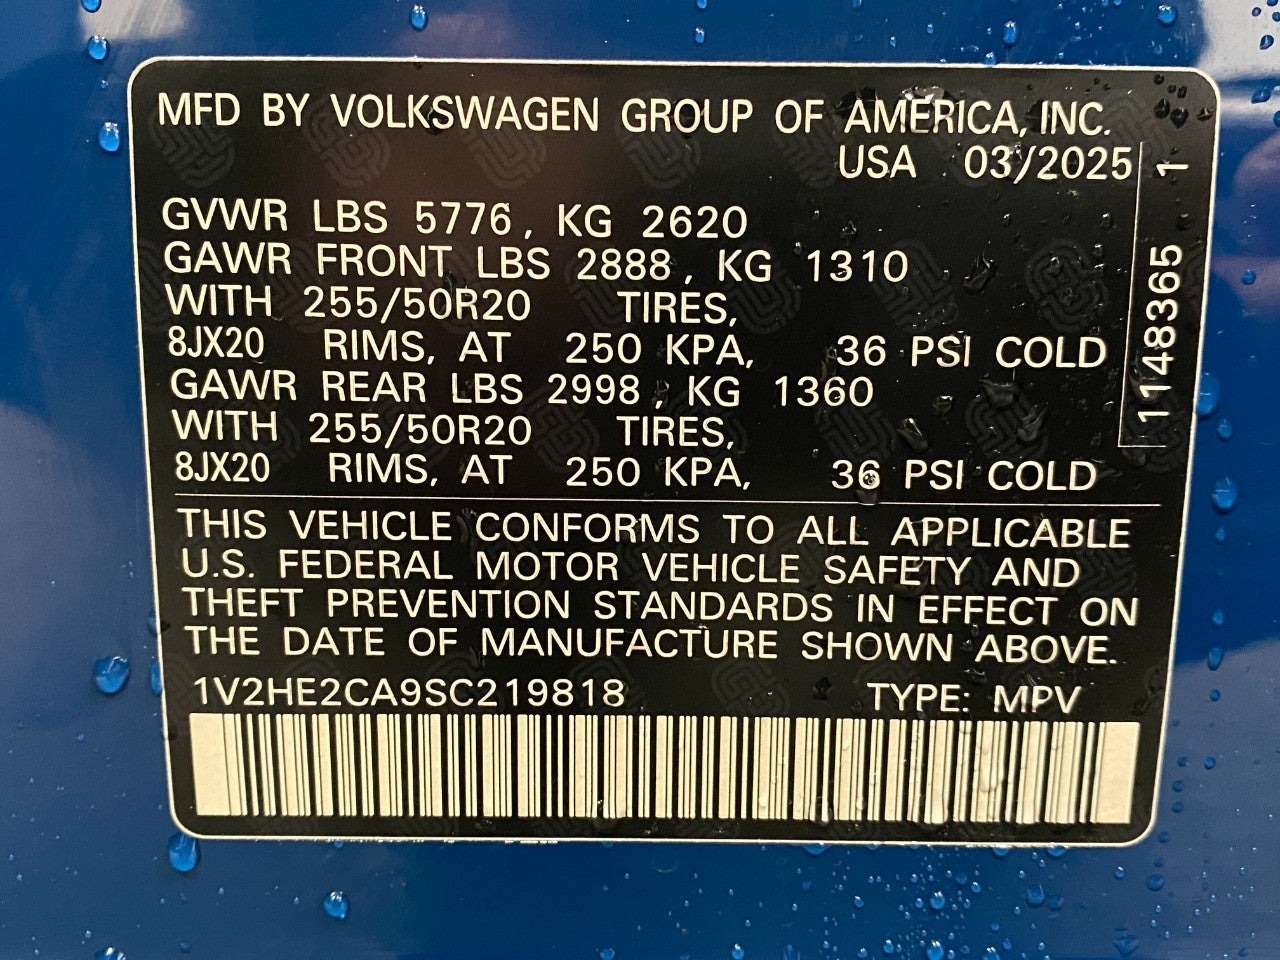 MFD BY VOLKSWAGEN GROUP OF AMERICA, INC.
USA 03/2025
GVWR LBS 5776, KG 2620
GAWR FRONT LBS 2888, KG 1310
WITH 255/50R20 TIRES,
8JX20 RIMS, AT 250 KPA, 36 PSI COLD
GAWR REAR LBS 2998, KG 1360
WITH 255/50R20 TIRES,
8JX20 RIMS, AT 250 KPA, 36 PSI COLD
1148365 1
THIS VEHICLE CONFORMS TO ALL APPLICABLE
U.S. FEDERAL MOTOR VEHICLE SAFETY AND
THEFT PREVENTION STANDARDS IN EFFECT ON
THE DATE OF MANUFACTURE SHOWN ABOVE.
1V2HE2CA9SC219818 TYPE: MPV